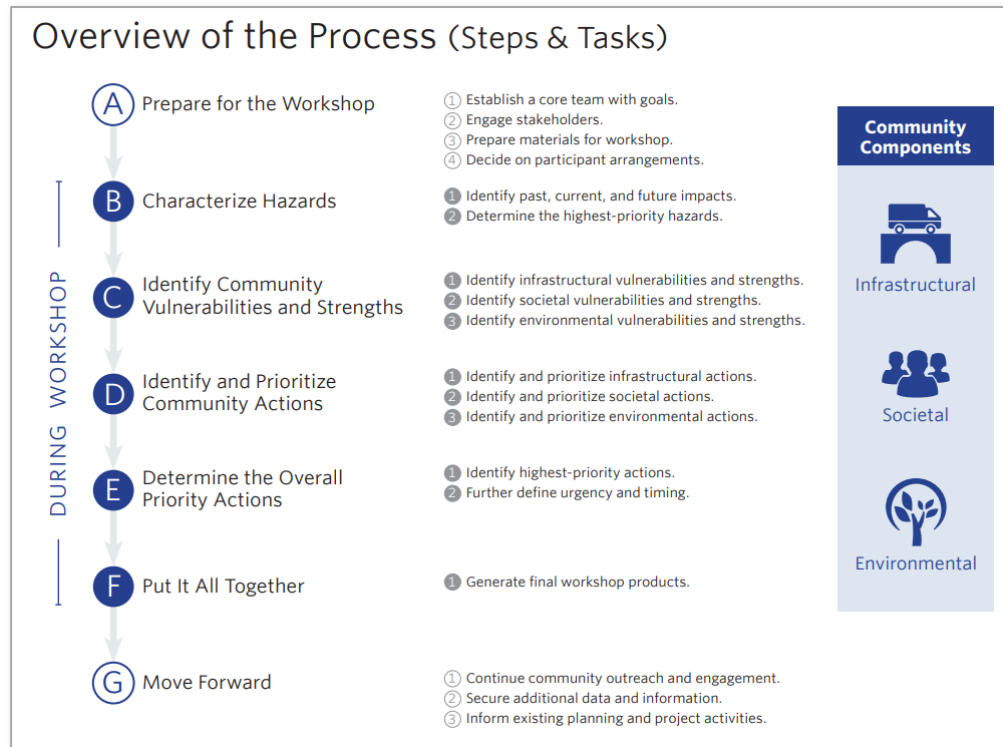 Overview of the Process (Steps & Tasks)
A Prepare for the Workshop
1 Establish a core team with goals.
2 Engage stakeholders.
3 Prepare materials for workshop.
4 Decide on participant arrangements.
DURING WORKSHOP
B Characterize Hazards
1 Identify past, current, and future impacts.
2 Determine the highest-priority hazards.
C Identify Community
Vulnerabilities and Strengths
1 Identify infrastructural vulnerabilities and strengths.
2 Identify societal vulnerabilities and strengths.
3 Identify environmental vulnerabilities and strengths.
D Identify and Prioritize
Community Actions
1 Identify and prioritize infrastructural actions.
2 Identify and prioritize societal actions.
3 Identify and prioritize environmental actions.
E Determine the Overall
Priority Actions
1 Identify highest-priority actions.
2 Further define urgency and timing.
F Put It All Together
1 Generate final workshop products.
G Move Forward
1 Continue community outreach and engagement.
2 Secure additional data and information.
3 Inform existing planning and project activities.
Community
Components
Infrastructural
Societal
Environmental